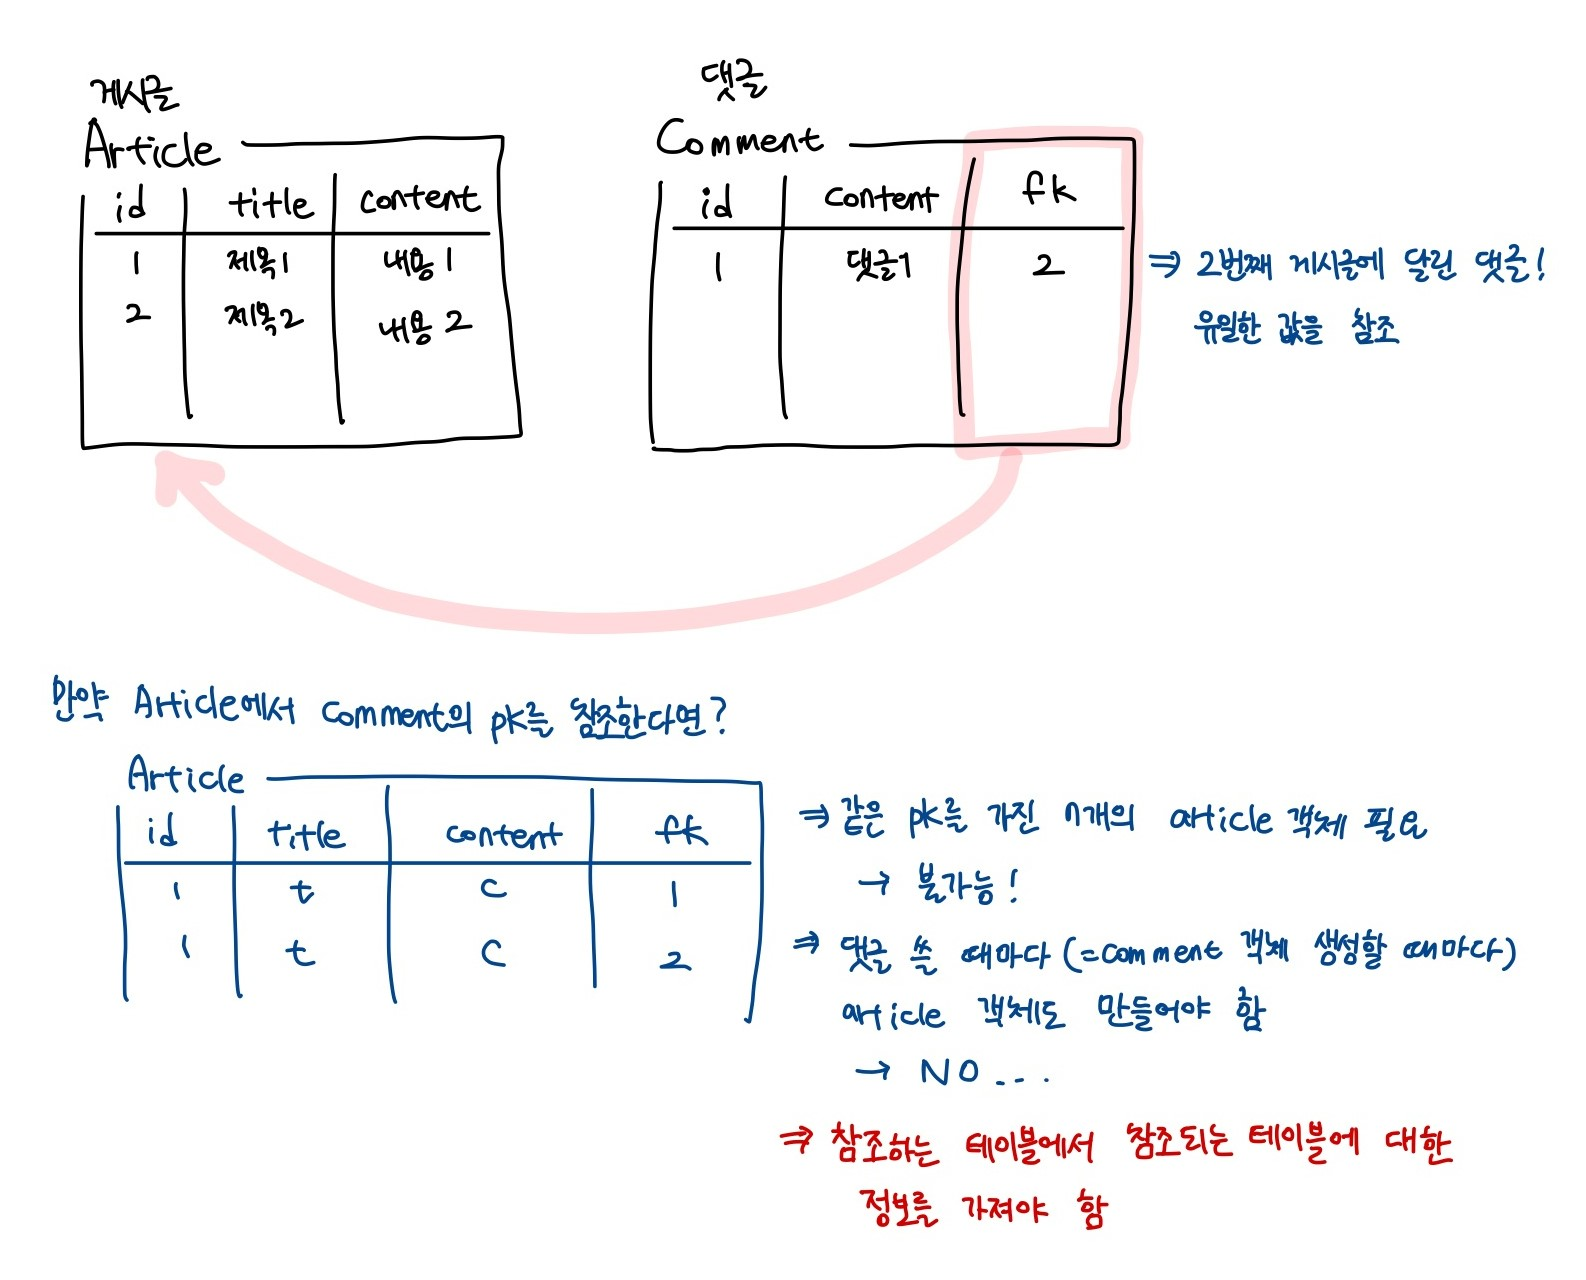 게시글
Article
id title content
1 제목1 내용1
2 제목2 내용2
댓글
Comment
id content fk
1 댓글1 2
⇒ 2번째 게시글에 달린 댓글!
유일한 값을 참조
만약 Article에서 comment의 pk를 참조한다면?
Article
id title content fk
1 t c 1
1 t c 2
⇒ 같은 pk를 가진 n개의 article 객체 필요
→ 불가능!
⇒ 댓글 쓸 때마다 (=comment 객체 생성할 때마다)
article 객체도 만들어야 함
→ NO...
⇒ 참조하는 테이블에서 참조되는 테이블에 대한
정보를 가져야 함